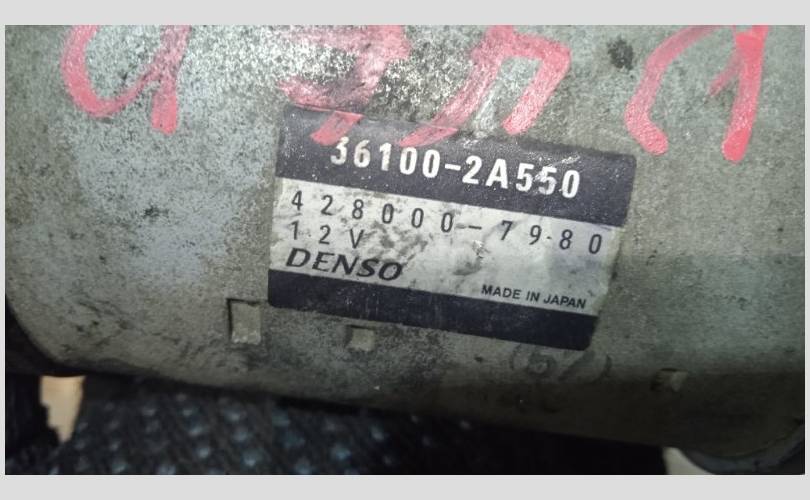 36100-2A550
428000-7980
12V
DENSO
MADE IN JAPAN